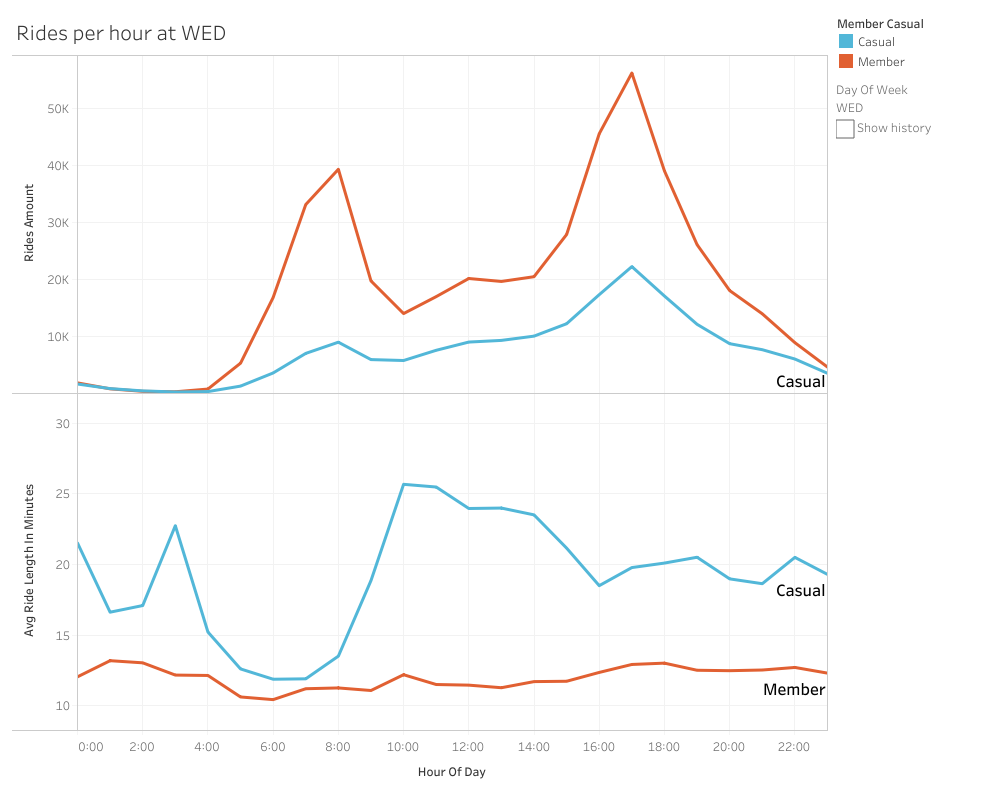 Rides per hour at WED
Member Casual
Casual
Member
Day Of Week
WED
Show history
Rides Amount
50K
40K
30K
20K
10K
Casual
Avg Ride Length In Minutes
30
25
20
15
10
Casual
Member
0:00 2:00 4:00 6:00 8:00 10:00 12:00 14:00 16:00 18:00 20:00 22:00
Hour Of Day